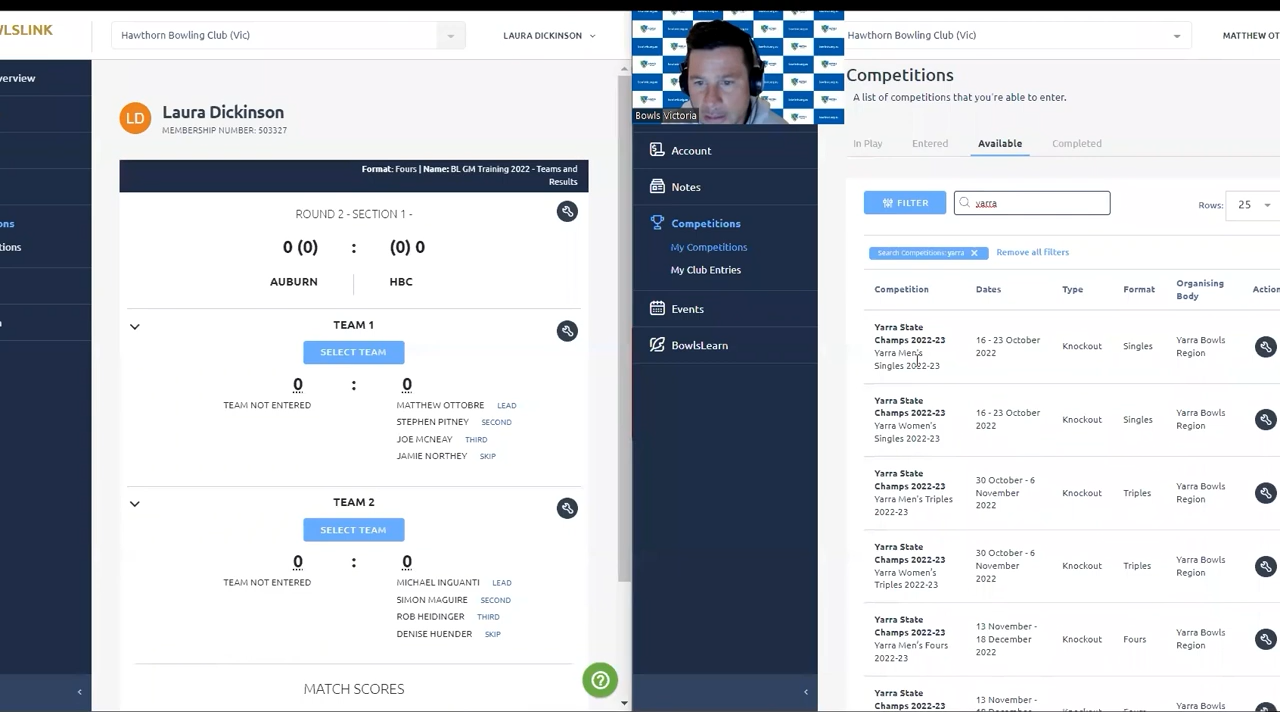 WLSLINK
Hawthorn Bowling Club (Vic)
LAURA DICKINSON
verview
ons
tions
LD
Laura Dickinson
MEMBERSHIP NUMBER: 503327
Format: Fours | Name: BL GM Training 2022 - Teams and
Results
ROUND 2 - SECTION 1 -
0 (0) : (0) 0
AUBURN HBC
TEAM 1
SELECT TEAM
0 : 0
TEAM NOT ENTERED
MATTHEW OTTOBRE LEAD
STEPHEN PITNEY SECOND
JOE MCNEAY THIRD
JAMIE NORTHEY SKIP
TEAM 2
SELECT TEAM
0 : 0
TEAM NOT ENTERED
MICHAEL INGUANTI LEAD
SIMON MAGUIRE SECOND
ROB HEIDINGER THIRD
DENISE HUENDER SKIP
MATCH SCORES
Bowls Victoria
Account
Notes
Competitions
My Competitions
My Club Entries
Events
BowlsLearn
Hawthorn Bowling Club (Vic)
MATTHEW OT
Competitions
A list of competitions that you're able to enter.
In Play Entered Available Completed
FILTER
yarra
Rows: 25
Search Competitions: yarra ×
Remove all filters
Competition Dates Type Format Organising Body Action
Yarra State
Champs 2022-23
Yarra Men's
Singles 2022-23
16 - 23 October
2022
Knockout
Singles
Yarra Bowls
Region
Yarra State
Champs 2022-23
Yarra Women's
Singles 2022-23
16 - 23 October
2022
Knockout
Singles
Yarra Bowls
Region
Yarra State
Champs 2022-23
Yarra Men's Triples
2022-23
30 October - 6
November
2022
Knockout
Triples
Yarra Bowls
Region
Yarra State
Champs 2022-23
Yarra Women's
Triples 2022-23
30 October - 6
November
2022
Knockout
Triples
Yarra Bowls
Region
Yarra State
Champs 2022-23
Yarra Men's Fours
2022-23
13 November -
18 December
2022
Knockout
Fours
Yarra Bowls
Region
Yarra State
Champs 2022-23
13 November -
Knockout
Fours
Yarra Bowls